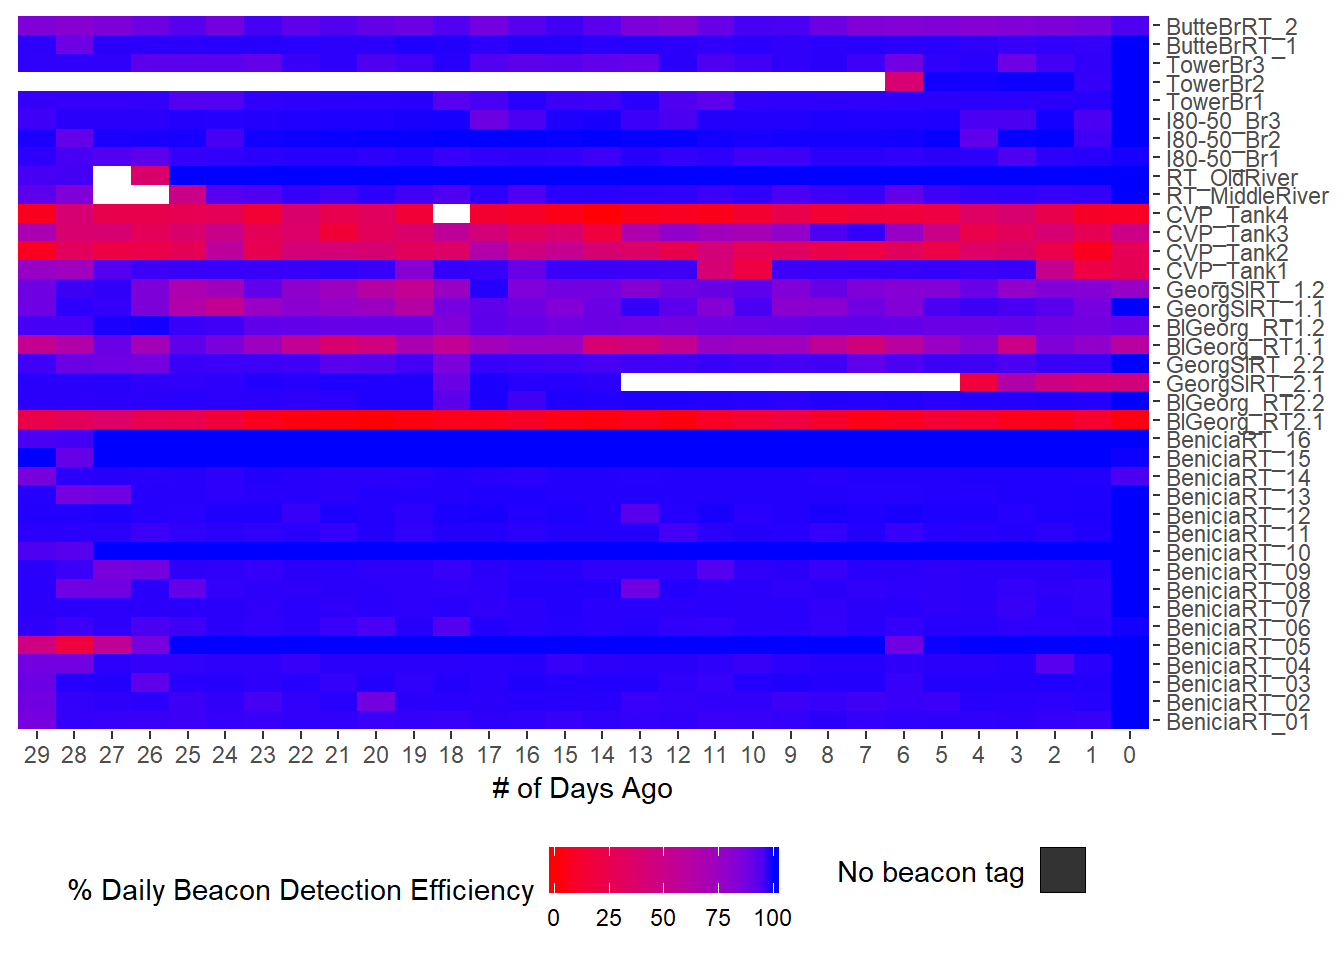 ButteBrRT_2
ButteBrRT_1
TowerBr3
TowerBr2
TowerBr1
I80-50_Br3
I80-50_Br2
I80-50_Br1
RT_OldRiver
RT_MiddleRiver
CVP_Tank4
CVP_Tank3
CVP_Tank2
CVP_Tank1
GeorgSlRT_1.2
GeorgSlRT_1.1
BlGeorg_RT1.2
BlGeorg_RT1.1
GeorgSlRT_2.2
GeorgSlRT_2.1
BlGeorg_RT2.2
BlGeorg_RT2.1
BeniciaRT_16
BeniciaRT_15
BeniciaRT_14
BeniciaRT_13
BeniciaRT_12
BeniciaRT_11
BeniciaRT_10
BeniciaRT_09
BeniciaRT_08
BeniciaRT_07
BeniciaRT_06
BeniciaRT_05
BeniciaRT_04
BeniciaRT_03
BeniciaRT_02
BeniciaRT_01
29 28 27 26 25 24 23 22 21 20 19 18 17 16 15 14 13 12 11 10 9 8 7 6 5 4 3 2 1 0
# of Days Ago
% Daily Beacon Detection Efficiency
0 25 50 75 100
No beacon tag